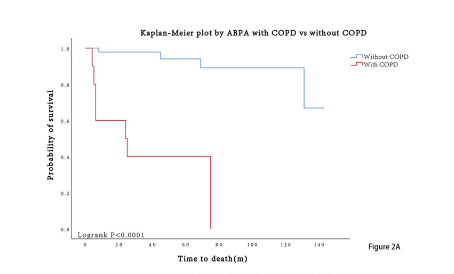 Kaplan-Meier plot by ABPA with COPD vs without COPD
Without COPD
With COPD
Probability of survival
1.0
0.8
0.6
0.4
0.2
0.0
Logrank P<0.0001
0
20
40
60
80
100
120
140
Time to death(m)
Figure 2A